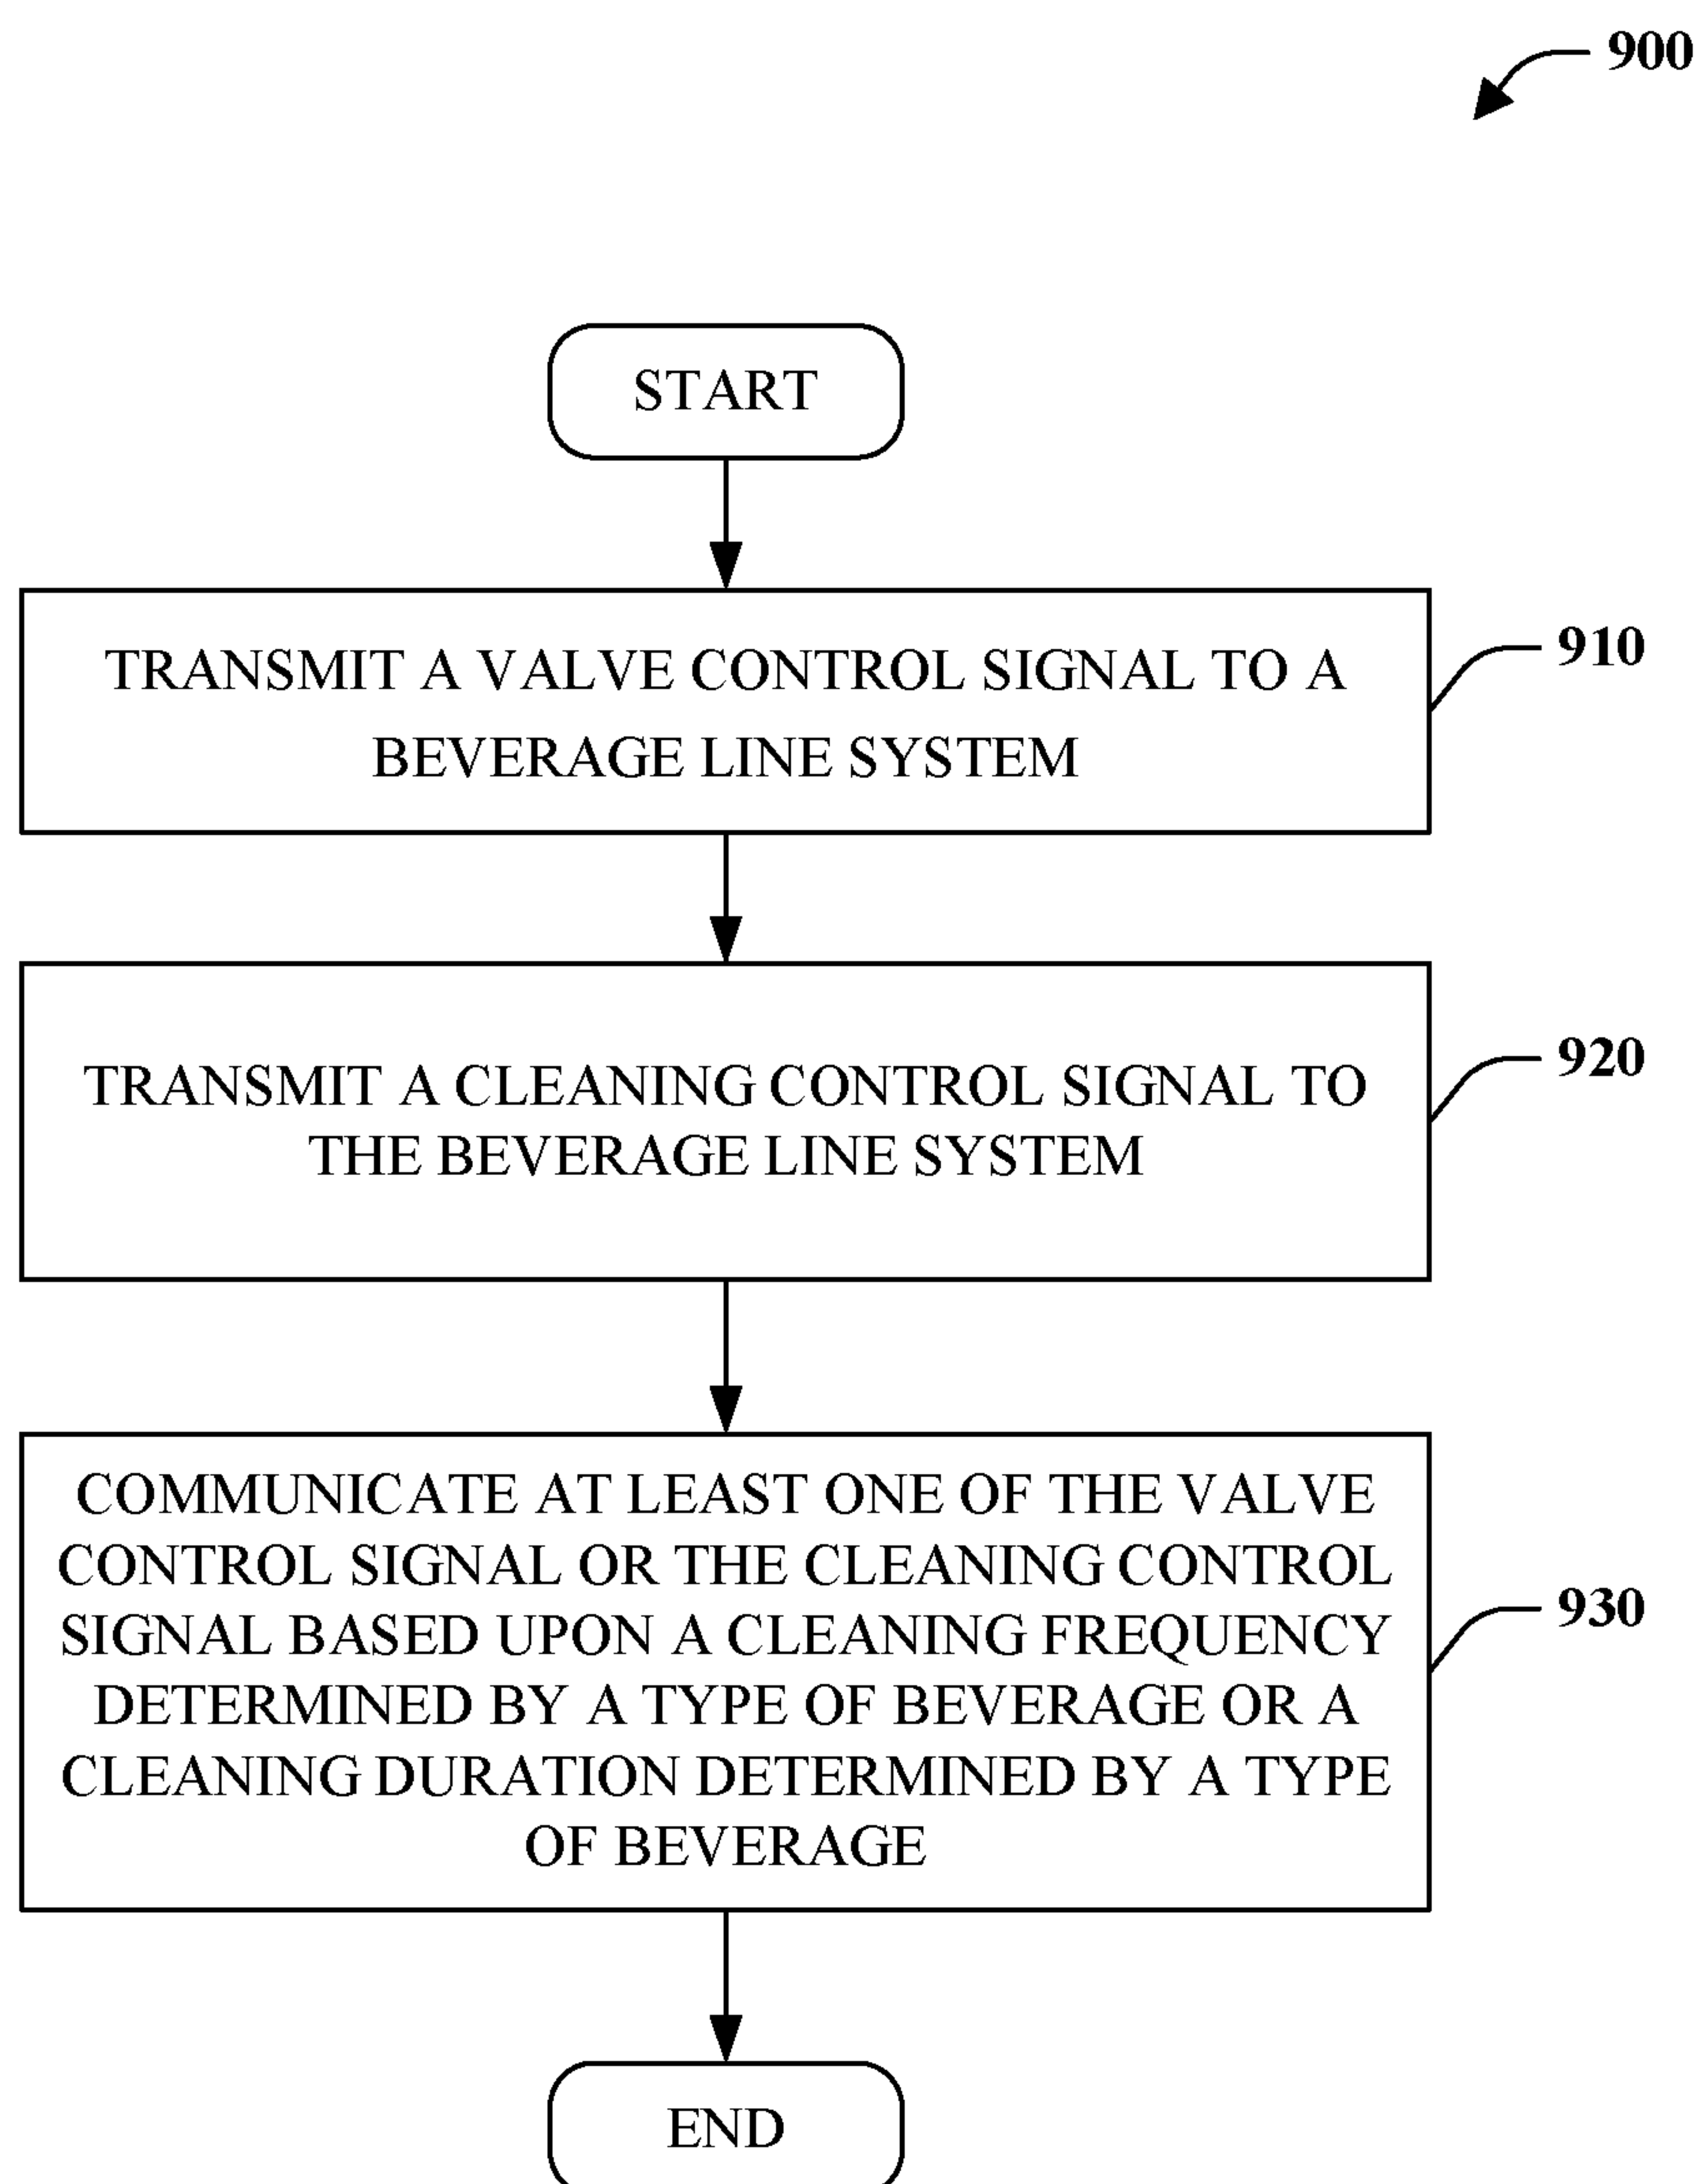 900
START
TRANSMIT A VALVE CONTROL SIGNAL TO A
BEVERAGE LINE SYSTEM
910
TRANSMIT A CLEANING CONTROL SIGNAL TO
THE BEVERAGE LINE SYSTEM
920
COMMUNICATE AT LEAST ONE OF THE VALVE
CONTROL SIGNAL OR THE CLEANING CONTROL
SIGNAL BASED UPON A CLEANING FREQUENCY
DETERMINED BY A TYPE OF BEVERAGE OR A
CLEANING DURATION DETERMINED BY A TYPE
OF BEVERAGE
930
END